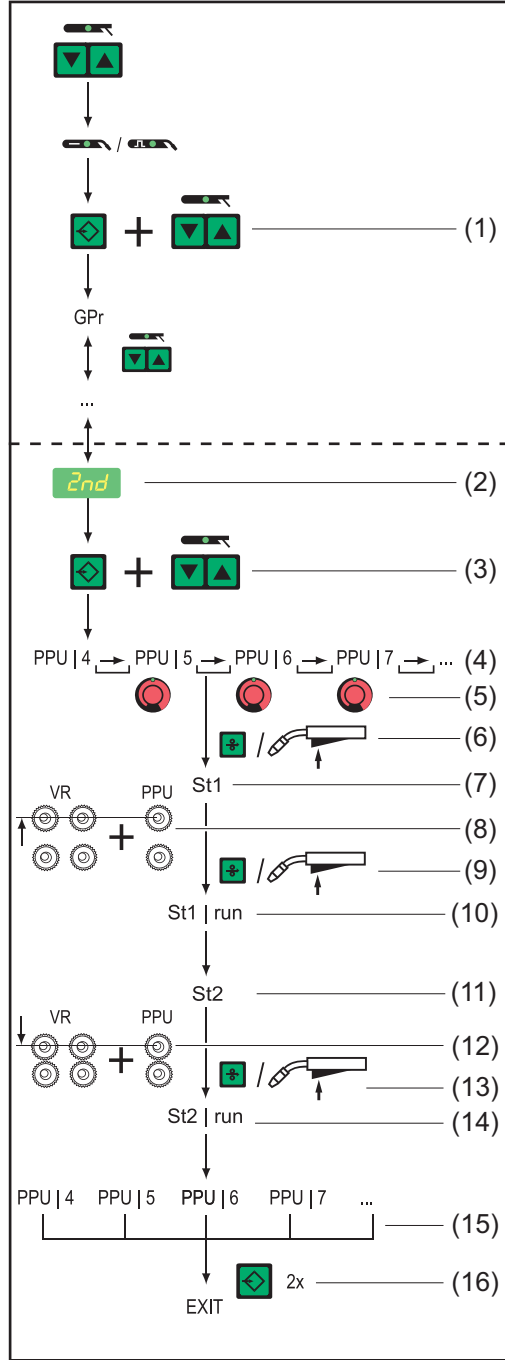 /
+
(1)
GPr
...
2nd
(2)
+
(3)
PPU | 4 PPU | 5 PPU | 6 PPU | 7 ... (4)
(5)
/
(6)
St1
(7)
VR PPU
+
(8)
/
(9)
St1 | run
(10)
St2
(11)
VR PPU
+
(12)
/
(13)
St2 | run
(14)
PPU | 4 PPU | 5 PPU | 6 PPU | 7 ...
(15)
2x
(16)
EXIT